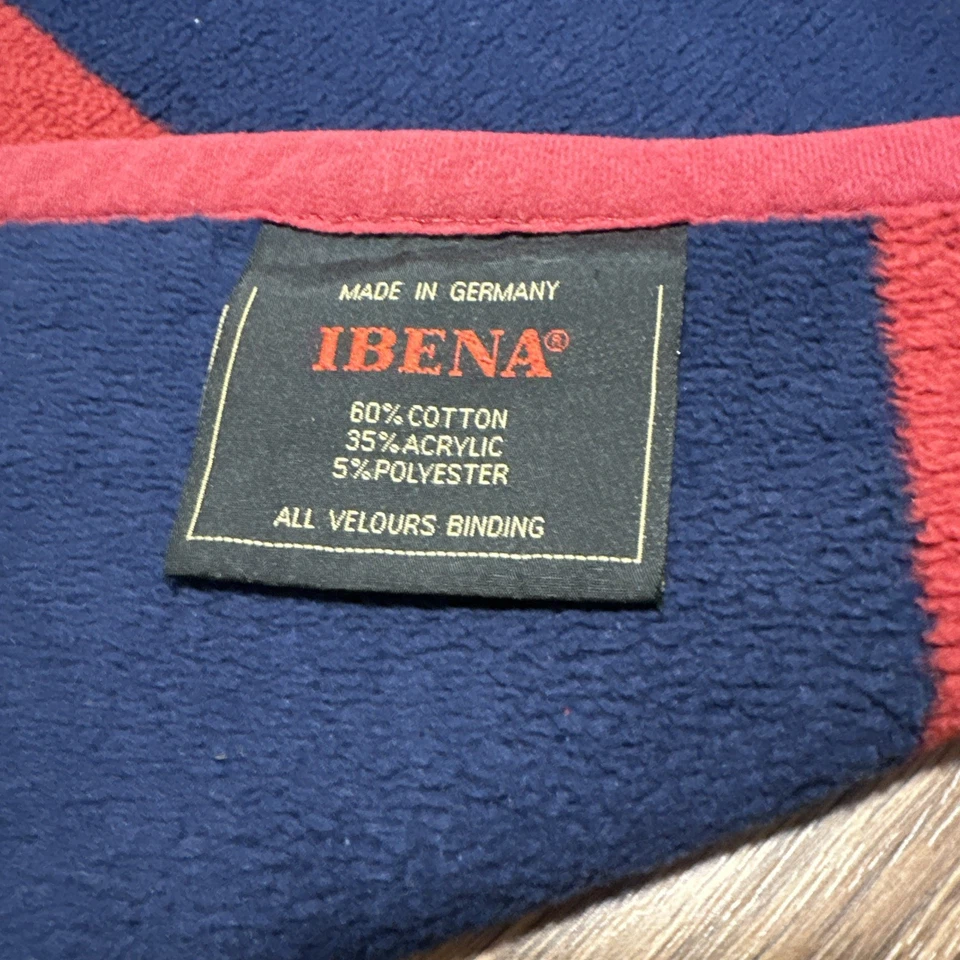 MADE IN GERMANY
IBENA®
60% COTTON
35% ACRYLIC
5% POLYESTER
ALL VELOURS BINDING